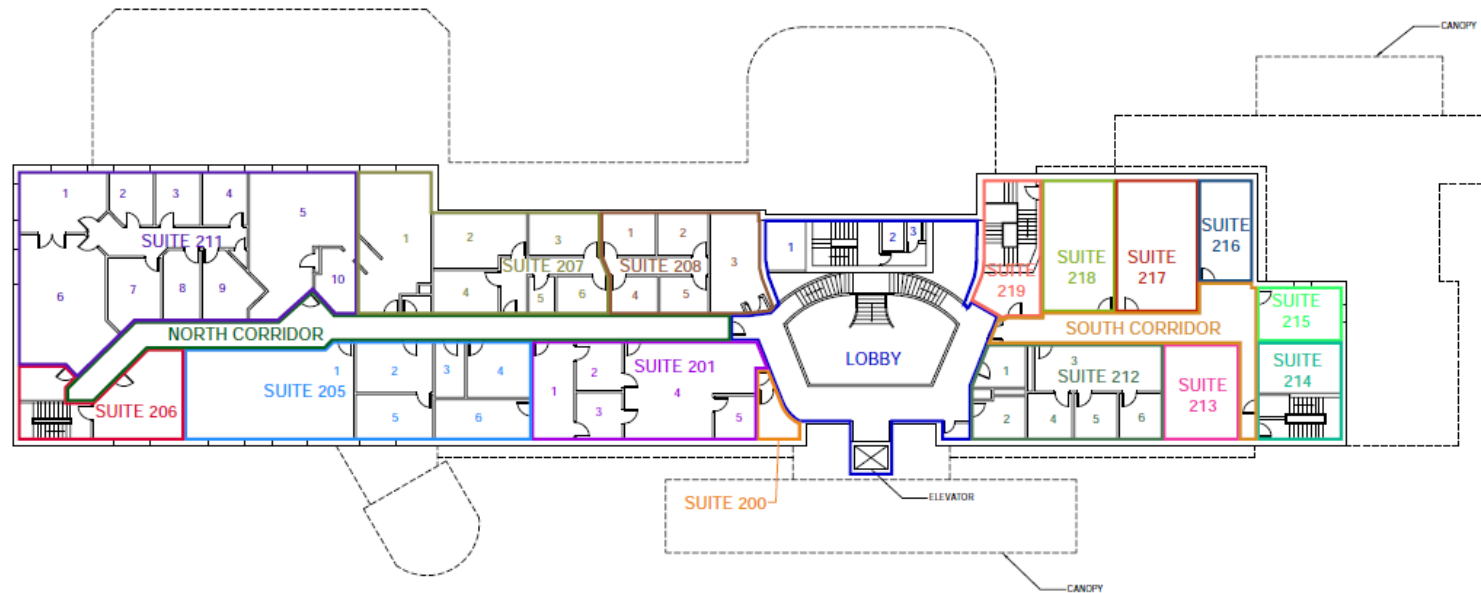 CANOPY
1
2
3
4
5
SUITE 211
6
7
8
9
10
1
2
3
SUITE 207
4
5
6
1
2
3
SUITE 208
4
5
1
2
3
LOBBY
SUITE
219
SUITE
218
SUITE
217
SUITE
216
SUITE
215
SUITE
214
NORTH CORRIDOR
SOUTH CORRIDOR
SUITE 206
1
2
3
4
SUITE 205
5
6
SUITE 201
1
2
3
4
5
1
3
SUITE 212
2
4
5
6
SUITE
213
SUITE 200
ELEVATOR
CANOPY